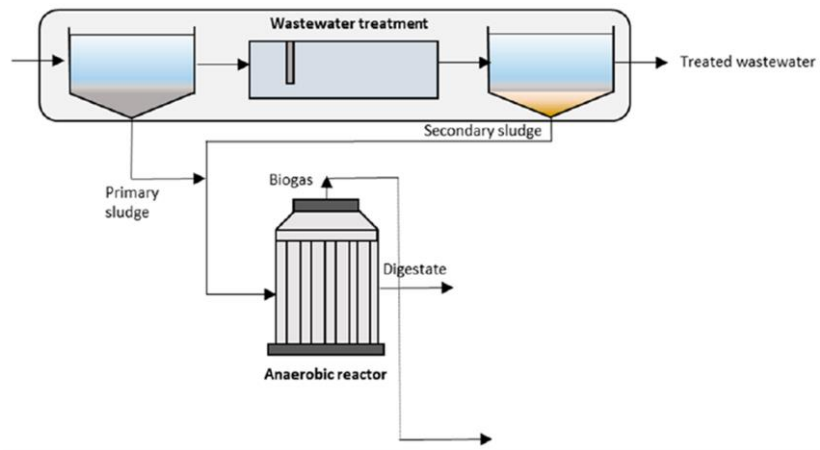 Wastewater treatment
Treated wastewater
Secondary sludge
Primary
sludge
Biogas
Digestate
Anaerobic reactor